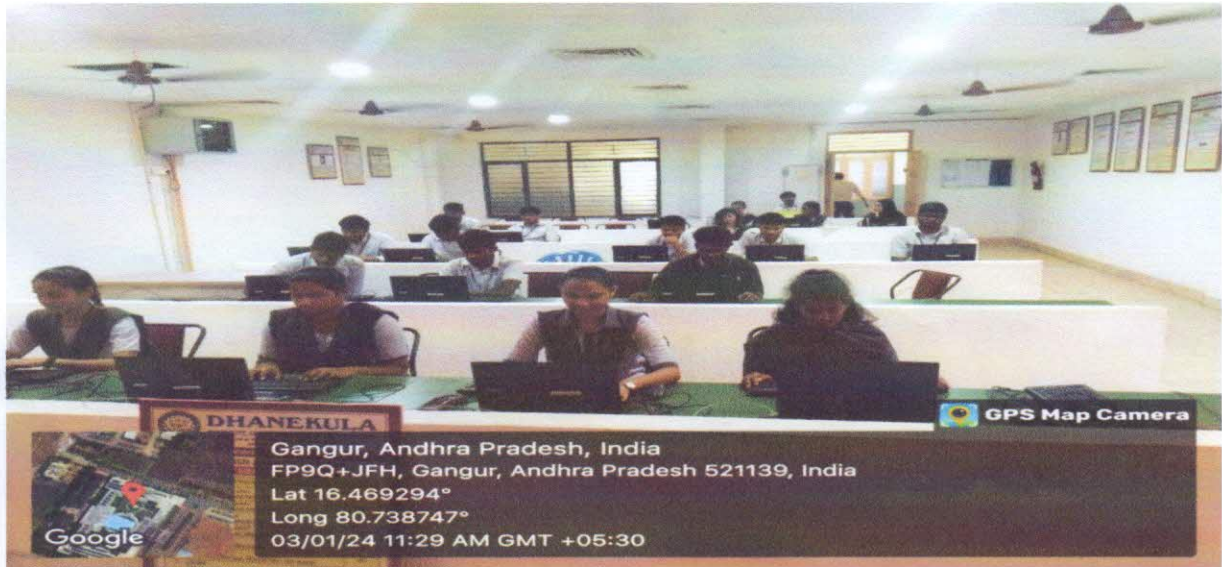 GPS Map Camera
DHANEKULA
Gangur, Andhra Pradesh, India
FP9Q+JFH, Gangur, Andhra Pradesh 521139, India
Lat 16.469294°
Long 80.738747°
03/01/24 11:29 AM GMT +05:30
Google